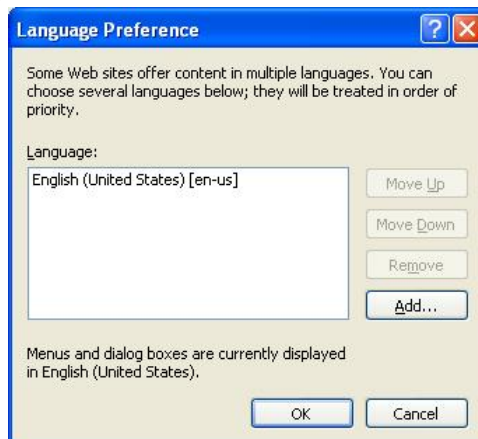 Language Preference
Some Web sites offer content in multiple languages. You can
choose several languages below; they will be treated in order of
priority.
Language:
English (United States) [en-us]
Move Up
Move Down
Remove
Add...
Menus and dialog boxes are currently displayed
in English (United States).
OK
Cancel